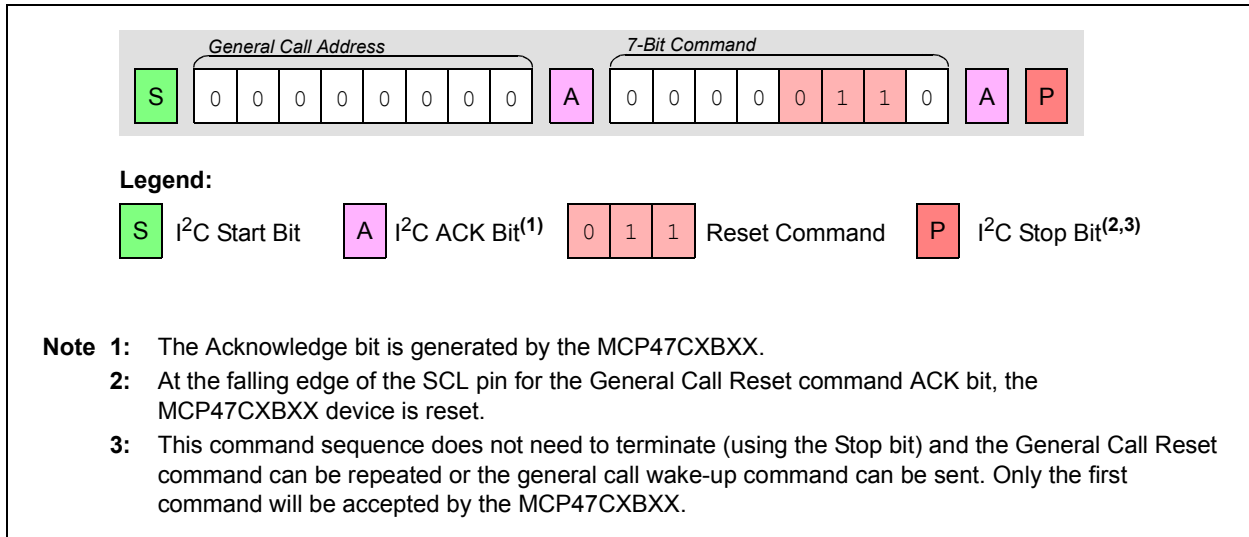 General Call Address 7-Bit Command
S 0 0 0 0 0 0 0 0 A 0 0 0 0 0 1 1 0 A P
Legend:
S I2C Start Bit A I2C ACK Bit(1) 0 1 1 Reset Command P I2C Stop Bit(2,3)
Note 1: The Acknowledge bit is generated by the MCP47CXBXX.
2: At the falling edge of the SCL pin for the General Call Reset command ACK bit, the
MCP47CXBXX device is reset.
3: This command sequence does not need to terminate (using the Stop bit) and the General Call Reset
command can be repeated or the general call wake-up command can be sent. Only the first
command will be accepted by the MCP47CXBXX.